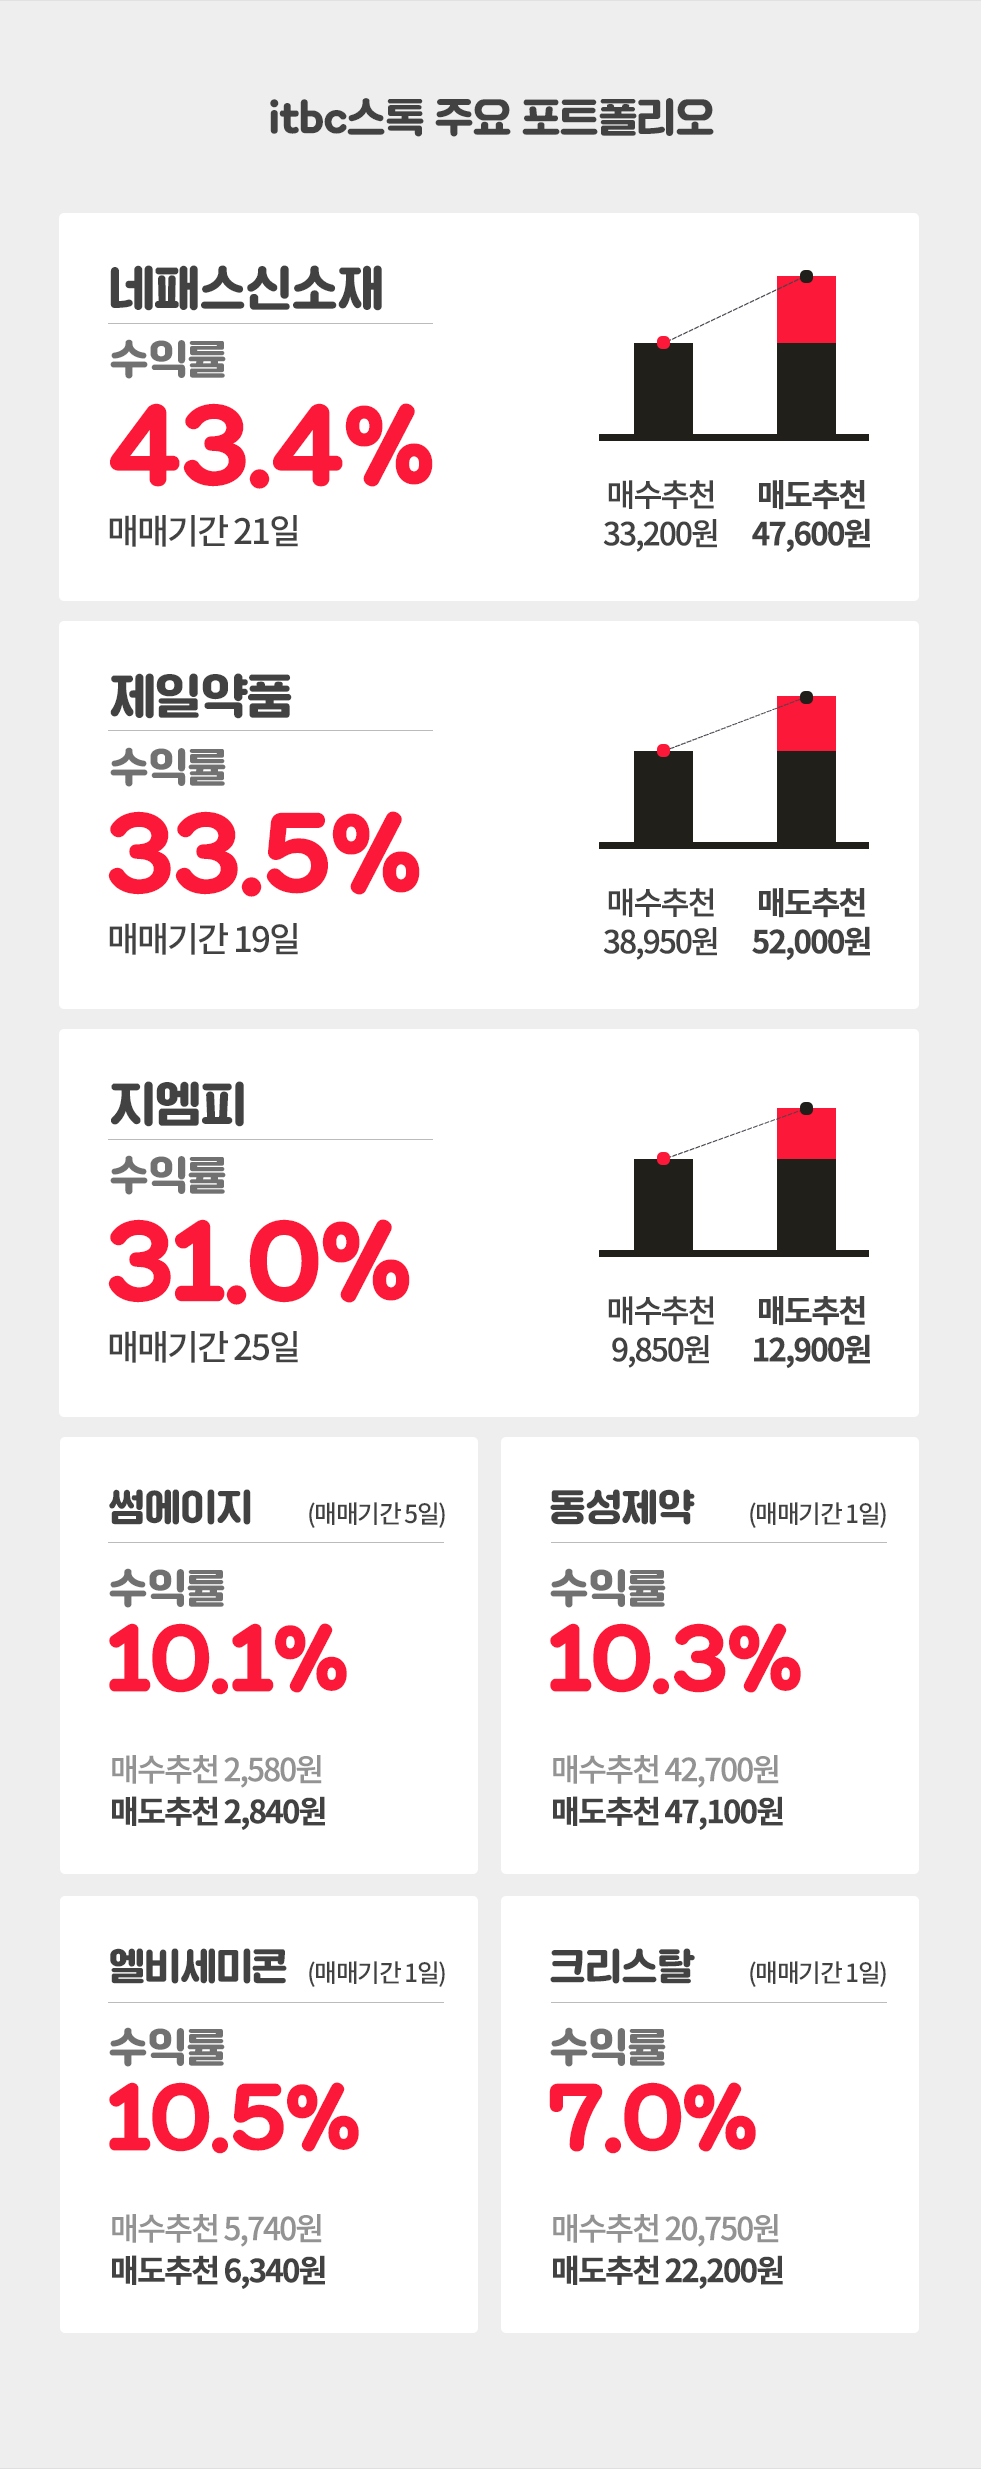 itbc스톡 주요 포트폴리오
네패스신소재
수익률
43.4%
매매기간 21일
매수추천
33,200원
매도추천
47,600원
제일약품
수익률
33.5%
매매기간 19일
매수추천
38,950원
매도추천
52,000원
지엠피
수익률
31.0%
매매기간 25일
매수추천
9,850원
매도추천
12,900원
썸에이지 (매매기간 5일)
수익률
10.1%
매수추천 2,580원
매도추천 2,840원
동성제약 (매매기간 1일)
수익률
10.3%
매수추천 42,700원
매도추천 47,100원
엘비세미콘 (매매기간 1일)
수익률
10.5%
매수추천 5,740원
매도추천 6,340원
크리스탈 (매매기간 1일)
수익률
7.0%
매수추천 20,750원
매도추천 22,200원